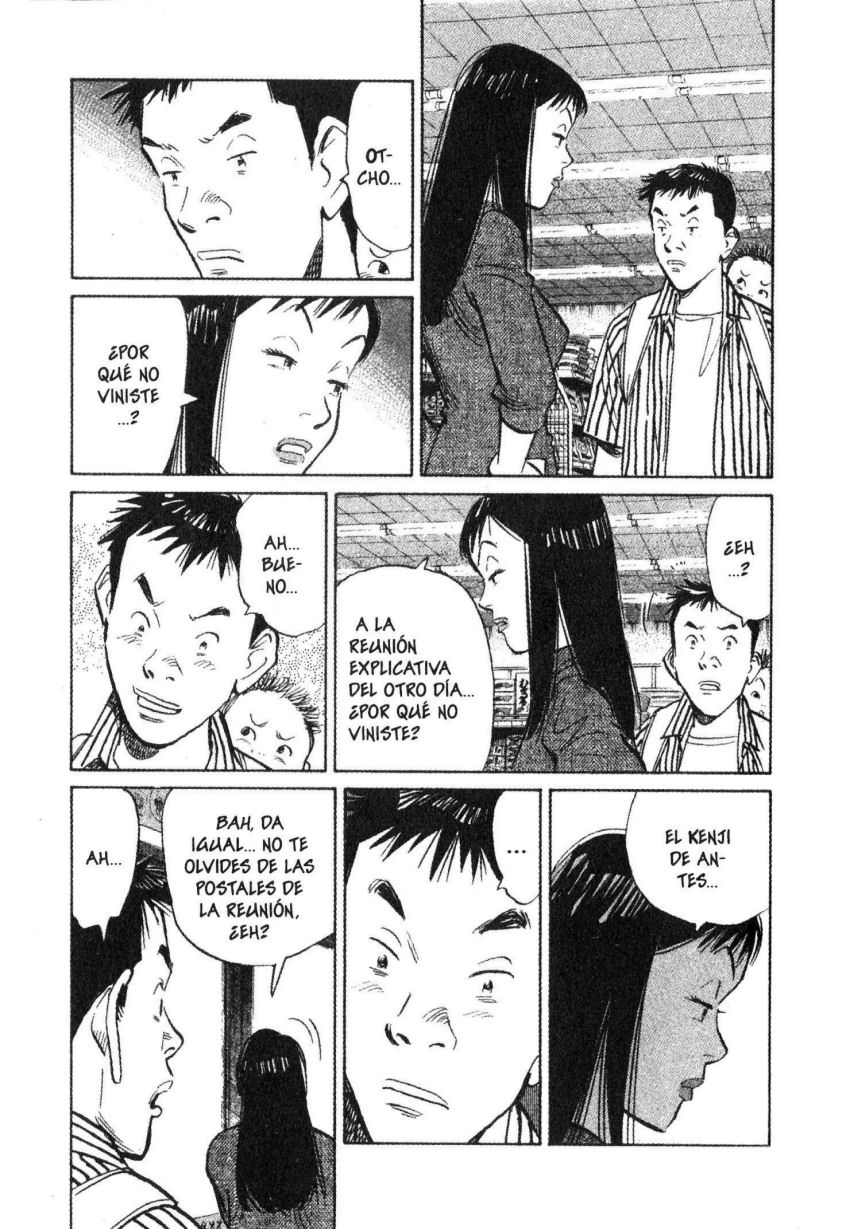 OT-
CHO...
¿POR
QUÉ NO
VINISTE
...?
¿EH
...?
A LA
REUNIÓN
EXPLICATIVA
DEL OTRO DÍA...
¿POR QUÉ NO
VINISTE?
AH...
BUE-
NO...
EL KENJI
DE AN-
TES...
...
BAH, DA
IGUAL... NO TE
OLVIDES DE LAS
POSTALES DE
LA REUNIÓN,
¿EH?
AH...